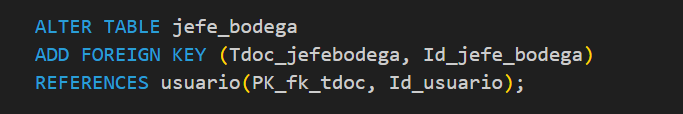 ALTER TABLE jefe_bodega
ADD FOREIGN KEY (Tdoc_jefebodega, Id_jefe_bodega)
REFERENCES usuario(PK_fk_tdoc, Id_usuario);